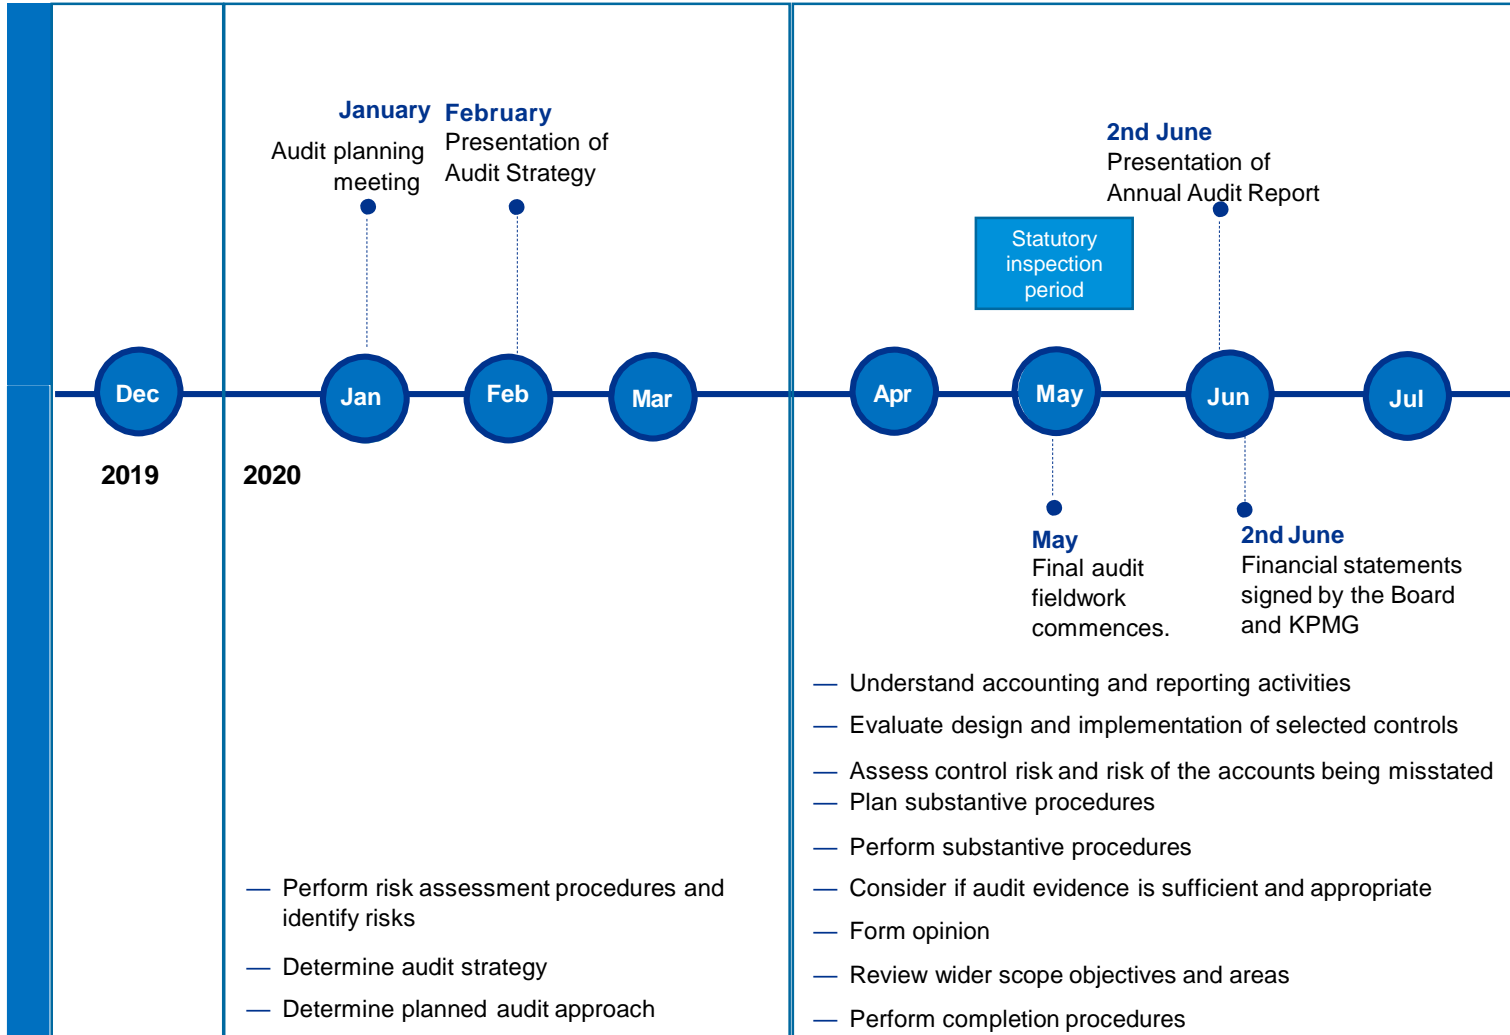 January
Audit planning
meeting
February
Presentation of
Audit Strategy
2nd June
Presentation of
Annual Audit Report
Statutory
inspection
period
Dec
Jan
Feb
Mar
Apr
May
Jun
Jul
2019
2020
May
Final audit
fieldwork
commences.
2nd June
Financial statements
signed by the Board
and KPMG
— Perform risk assessment procedures and
identify risks
— Determine audit strategy
— Determine planned audit approach
— Understand accounting and reporting activities
— Evaluate design and implementation of selected controls
— Assess control risk and risk of the accounts being misstated
— Plan substantive procedures
— Perform substantive procedures
— Consider if audit evidence is sufficient and appropriate
— Form opinion
— Review wider scope objectives and areas
— Perform completion procedures